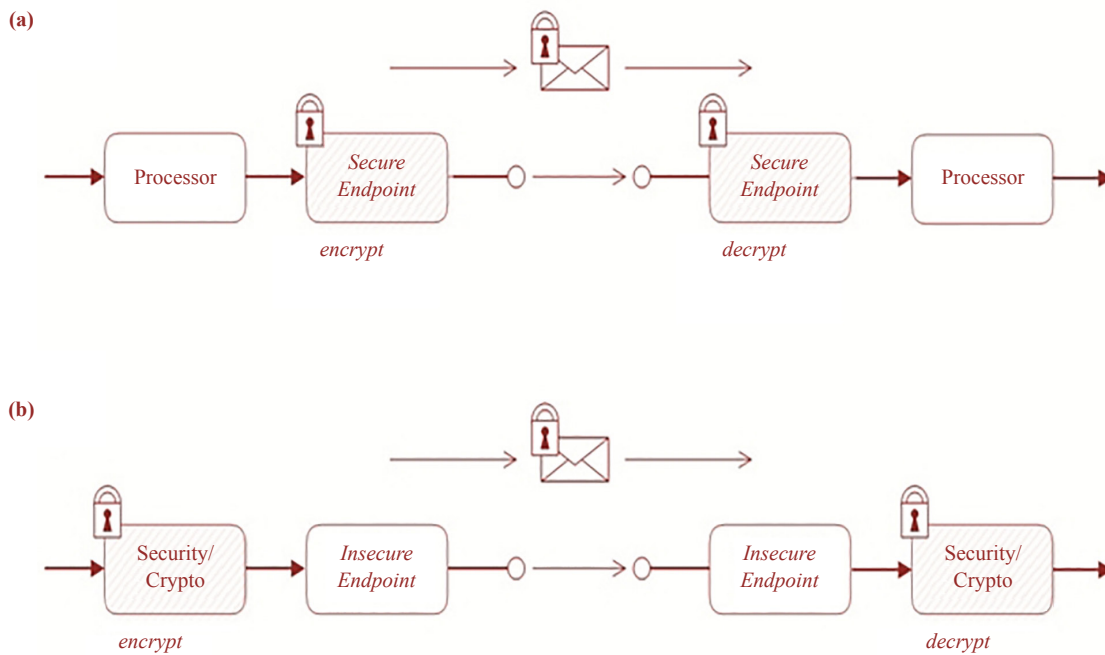 (a)
Processor
Secure
Endpoint
Secure
Endpoint
Processor
encrypt
decrypt
(b)
Security/
Crypto
Insecure
Endpoint
Insecure
Endpoint
Security/
Crypto
encrypt
decrypt